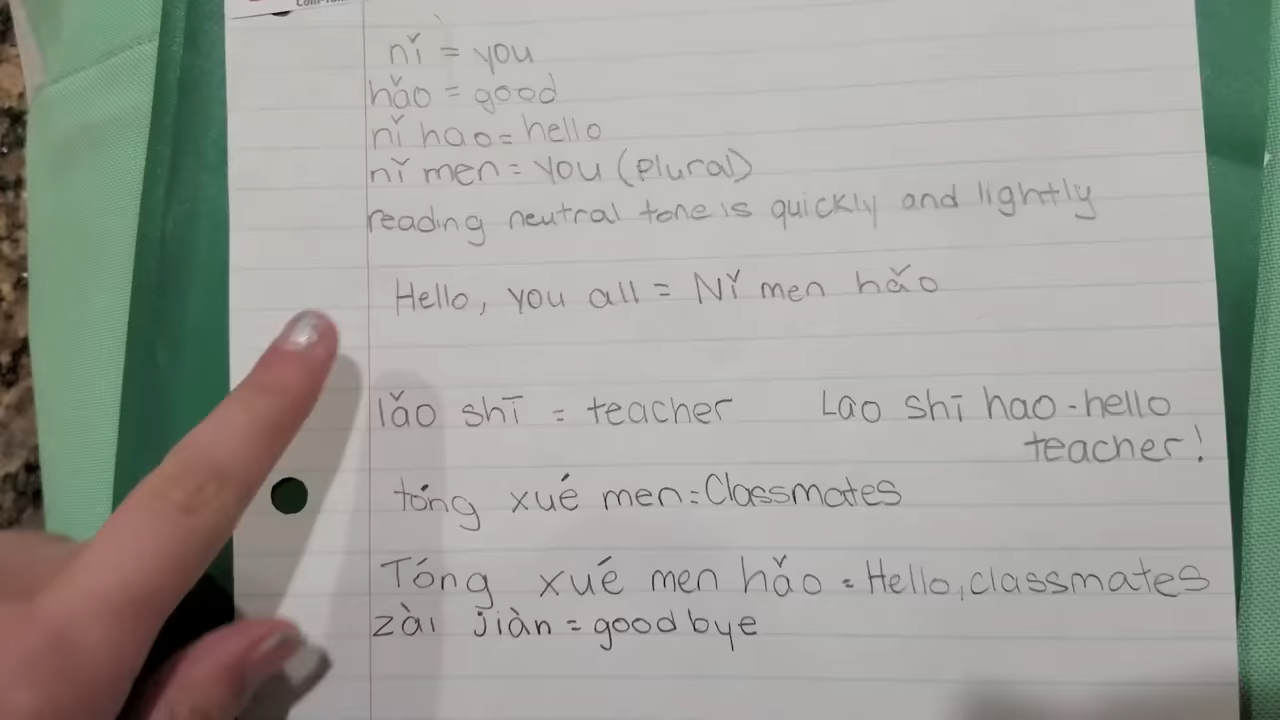 nǐ = you
hǎo = good
nǐ hao = hello
nǐ men = you (plural)
reading neutral tone is quickly and lightly
Hello, you all = Nǐ men hǎo
lǎo shī = teacher Lao shī hao - hello
teacher!
tóng xué men = Classmates
Tóng xué men hǎo = Hello, classmates
zài jiàn = goodbye